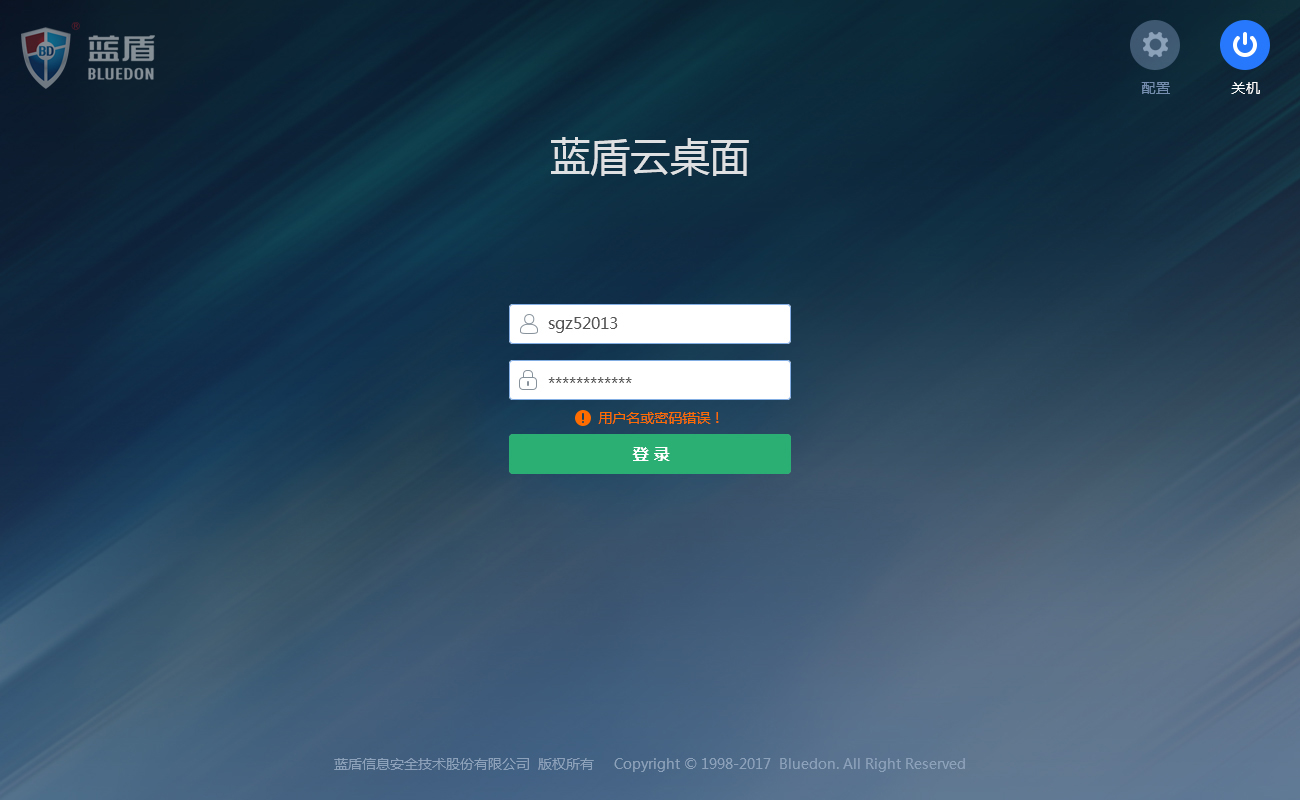 BD
®
蓝盾
BLUEDON
配置
关机
蓝盾云桌面
sgz52013
************
用户名或密码错误！
登 录
蓝盾信息安全技术股份有限公司 版权所有 Copyright © 1998-2017 Bluedon. All Right Reserved